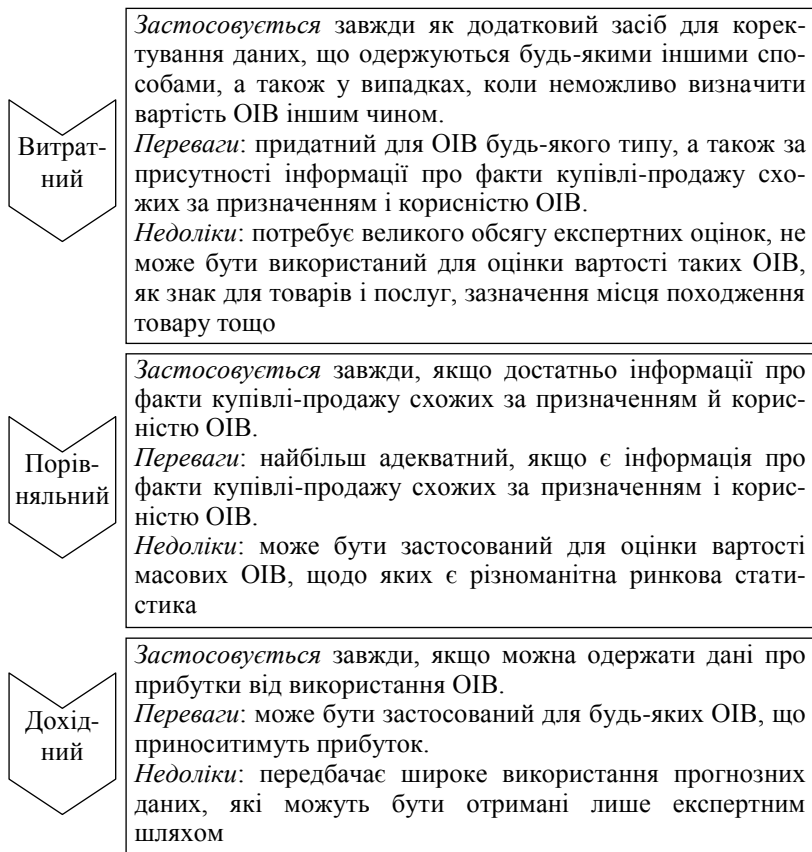 Витрат-
ний
Застосовується завжди як додатковий засіб для корек-
тування даних, що одержуються будь-якими іншими спо-
собами, а також у випадках, коли неможливо визначити
вартість ОІВ іншим чином.
Переваги: придатний для ОІВ будь-якого типу, а також за
присутності інформації про факти купівлі-продажу схо-
жих за призначенням і корисністю ОІВ.
Недоліки: потребує великого обсягу експертних оцінок, не
може бути використаний для оцінки вартості таких ОІВ,
як знак для товарів і послуг, зазначення місця походження
товару тощо
Порів-
няльний
Застосовується завжди, якщо достатньо інформації про
факти купівлі-продажу схожих за призначенням й корис-
ністю ОІВ.
Переваги: найбільш адекватний, якщо є інформація про
факти купівлі-продажу схожих за призначенням і корис-
ністю ОІВ.
Недоліки: може бути застосований для оцінки вартості
масових ОІВ, щодо яких є різноманітна ринкова стати-
стика
Дохід-
ний
Застосовується завжди, якщо можна одержати дані про
прибутки від використання ОІВ.
Переваги: може бути застосований для будь-яких ОІВ, що
приноситимуть прибуток.
Недоліки: передбачає широке використання прогнозних
даних, які можуть бути отримані лише експертним
шляхом